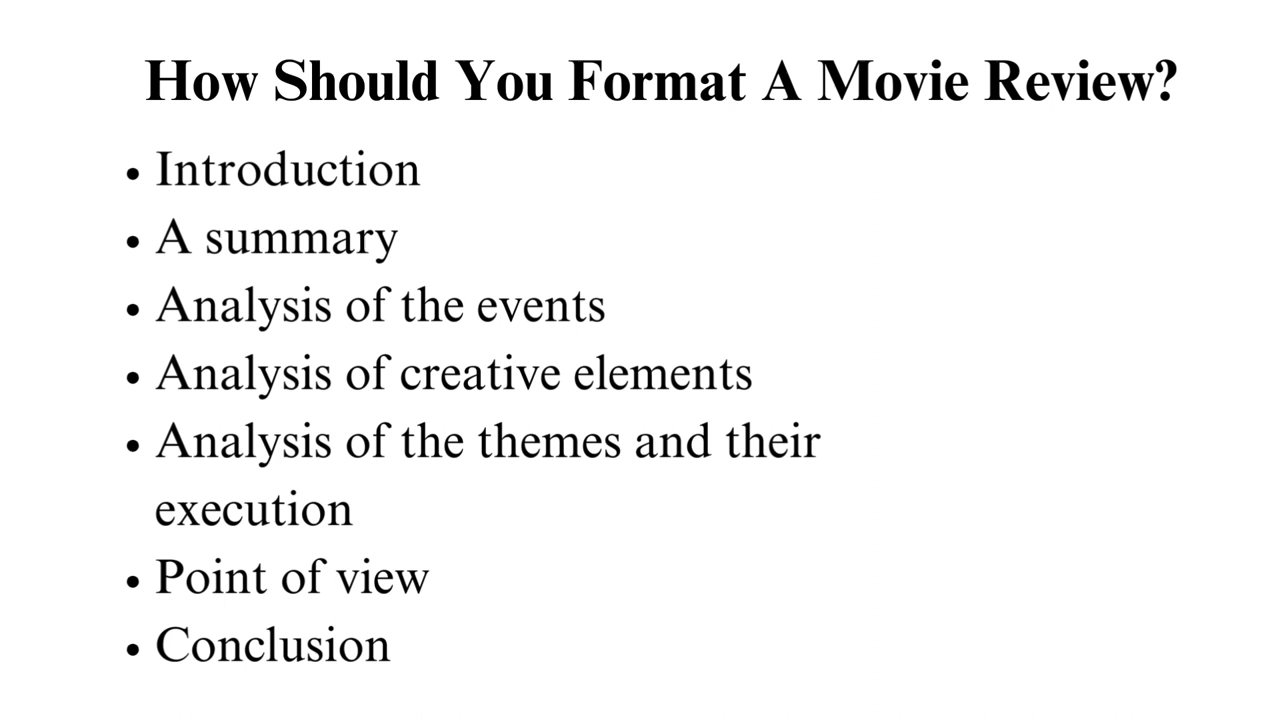 How Should You Format A Movie Review?
• Introduction
• A summary
• Analysis of the events
• Analysis of creative elements
• Analysis of the themes and their
execution
• Point of view
• Conclusion